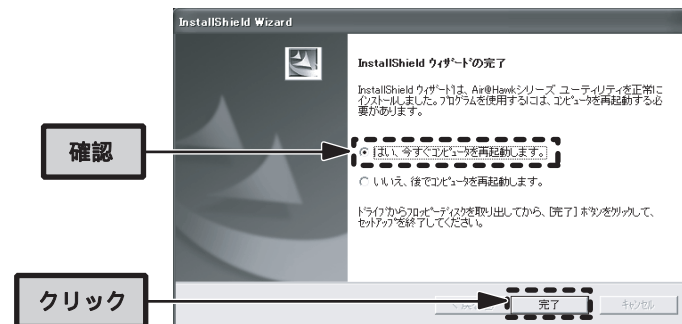 InstallShield Wizard
InstallShield ウィザードの完了
InstallShield ウィザードは、Air@Hawkシリーズ ユーティリティを正常に
インストールしました。プログラムを使用するには、コンピュータを再起動する必
要があります。
確認
はい、今すぐコンピュータを再起動します。
いいえ、後でコンピュータを再起動します。
ドライブからフロッピーディスクを取り出してから、[完了] ボタンをクリックして、
セットアップを終了してください。
クリック
完了
キャンセル